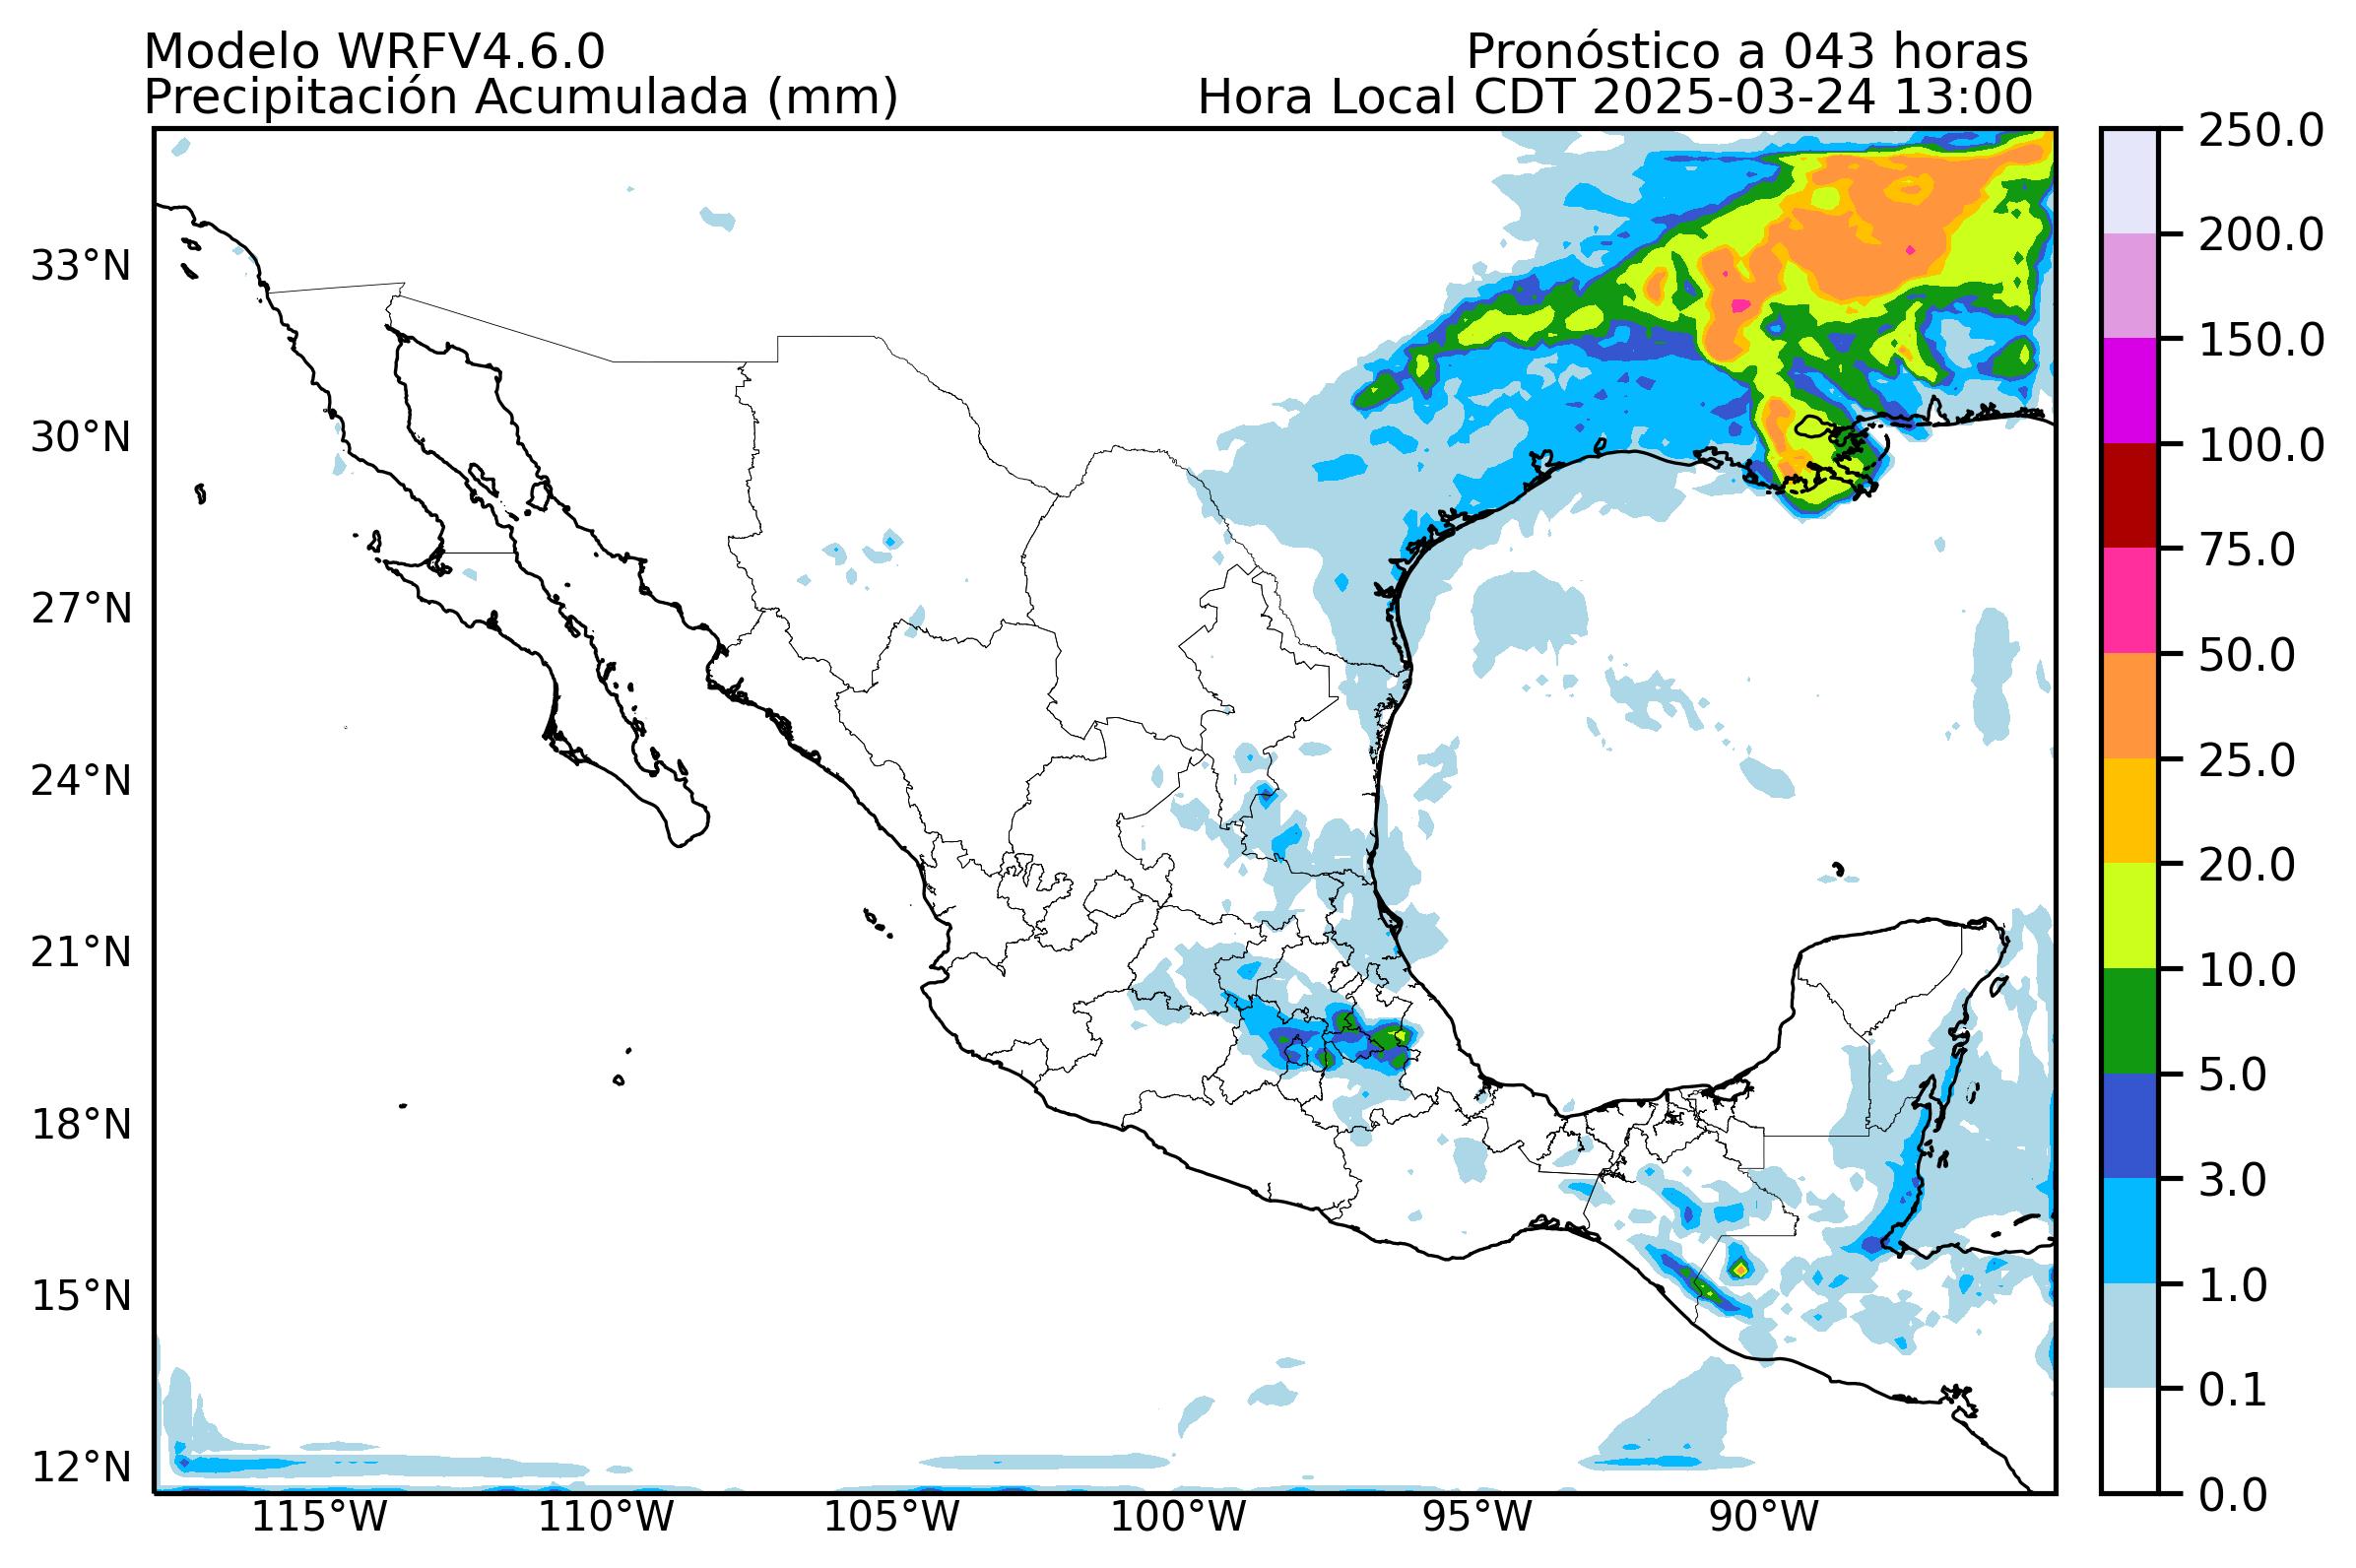 Modelo WRFV4.6.0
Pronóstico a 043 horas
Precipitación Acumulada (mm)
Hora Local CDT 2025-03-24 13:00
33°N
30°N
27°N
24°N
21°N
18°N
15°N
12°N
115°W
110°W
105°W
100°W
95°W
90°W
250.0
200.0
150.0
100.0
75.0
50.0
25.0
20.0
10.0
5.0
3.0
1.0
0.1
0.0